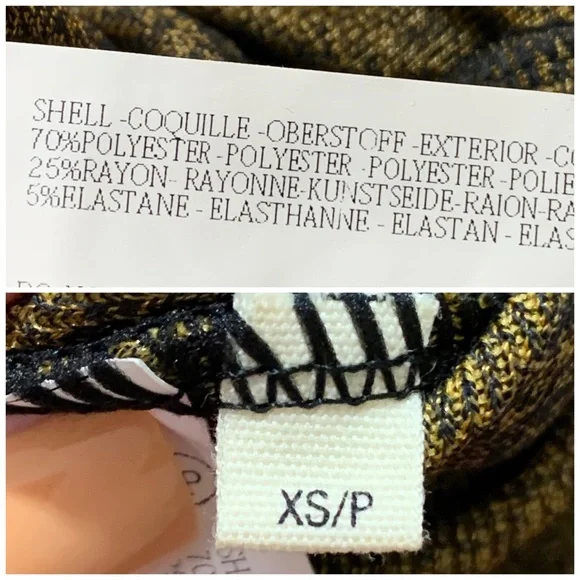 SHELL -COQUILLE -OBERSTOFF -EXTERIOR -CO
70%POLYESTER -POLYESTER -POLYESTER -POLIE
25%RAYON- RAYONNE-KUNSTSEIDE-RAION-RA
5%ELASTANE - ELASTHANNE - ELASTAN - ELAS
XS/P